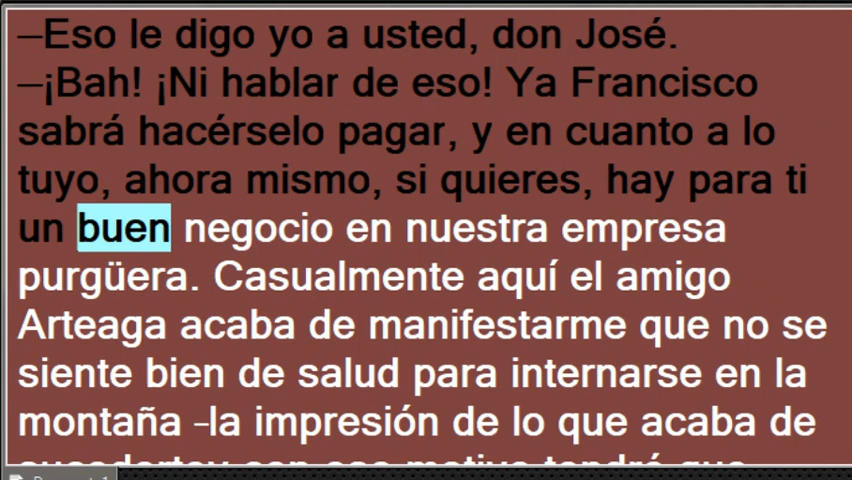 –Eso le digo yo a usted, don José.
–¡Bah! ¡Ni hablar de eso! Ya Francisco
sabrá hacérselo pagar, y en cuanto a lo
tuyo, ahora mismo, si quieres, hay para ti
un buen negocio en nuestra empresa
purgüera. Casualmente aquí el amigo
Arteaga acaba de manifestarme que no se
siente bien de salud para internarse en la
montaña –la impresión de lo que acaba de